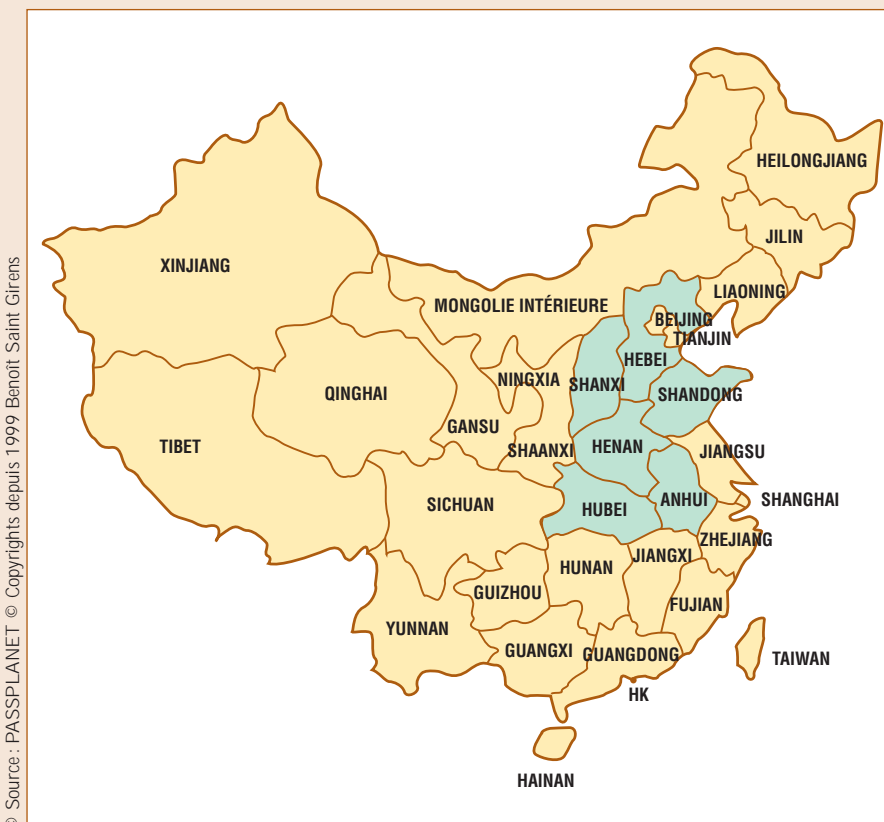 HEILONGJIANG
JILIN
XINJIANG
LIAONING
MONGOLIE INTÉRIEURE
BEIJING
TIANJIN
HEBEI
NINGXIA
SHANXI
QINGHAI
SHANDONG
GANSU
TIBET
SHAANXI
HENAN
JIANGSU
SICHUAN
HUBEI
ANHUI
SHANGHAI
ZHEJIANG
HUNAN
JIANGXI
GUIZHOU
FUJIAN
YUNNAN
GUANGXI
GUANGDONG
TAIWAN
HK
HAINAN
© Source : PASSPLANET © Copyrights depuis 1999 Benoît Saint Girens